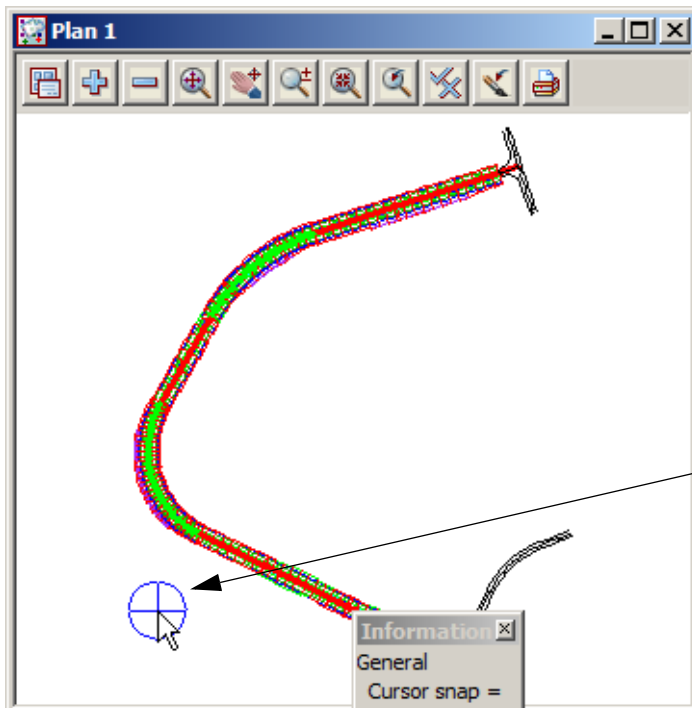 Plan 1
Information
General
Cursor snap =